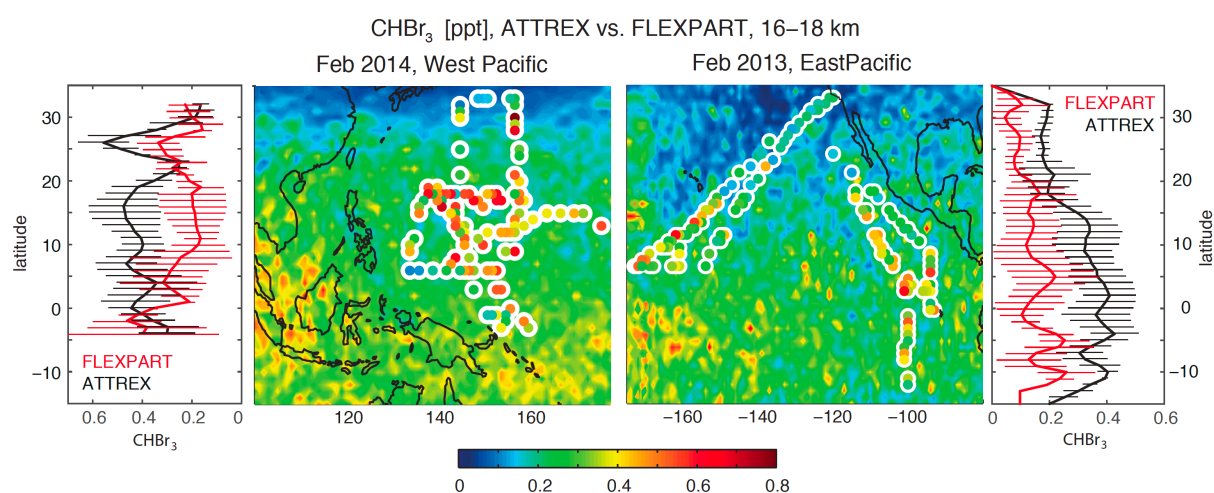 CHBr3 [ppt], ATTREX vs. FLEXPART, 16–18 km
Feb 2014, West Pacific
Feb 2013, EastPacific
latitude
30
20
10
0
−10
FLEXPART
ATTREX
0.6 0.4 0.2 0
CHBr3
120 140 160
−160 −140 −120 −100
FLEXPART
ATTREX
30
20
10
0
−10
latitude
0 0.2 0.4 0.6
CHBr3
0 0.2 0.4 0.6 0.8